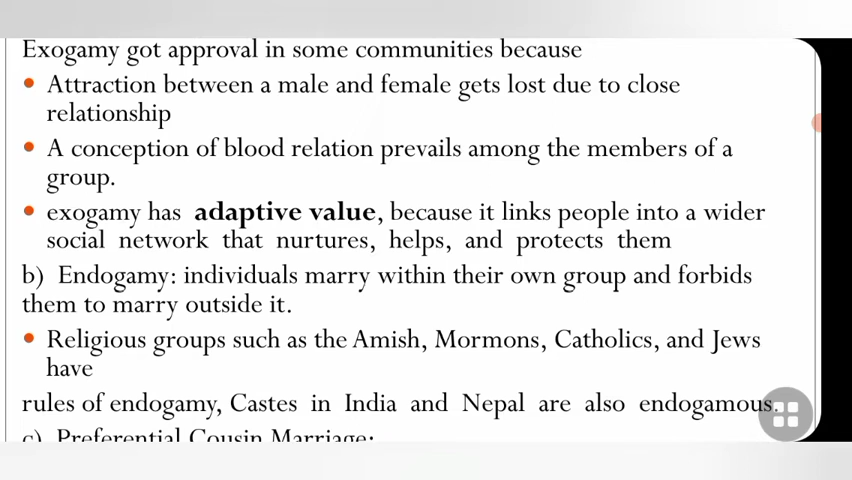 Exogamy got approval in some communities because
• Attraction between a male and female gets lost due to close
relationship
• A conception of blood relation prevails among the members of a
group.
• exogamy has adaptive value, because it links people into a wider
social network that nurtures, helps, and protects them
b) Endogamy: individuals marry within their own group and forbids
them to marry outside it.
• Religious groups such as the Amish, Mormons, Catholics, and Jews
have
rules of endogamy, Castes in India and Nepal are also endogamous.
c) Preferential Cousin Marriage: